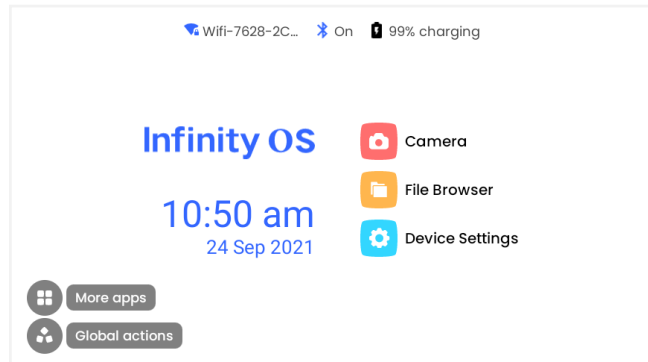 Wifi-7628-2C... On 99% charging
Infinity OS
Camera
File Browser
Device Settings
10:50 am
24 Sep 2021
More apps
Global actions